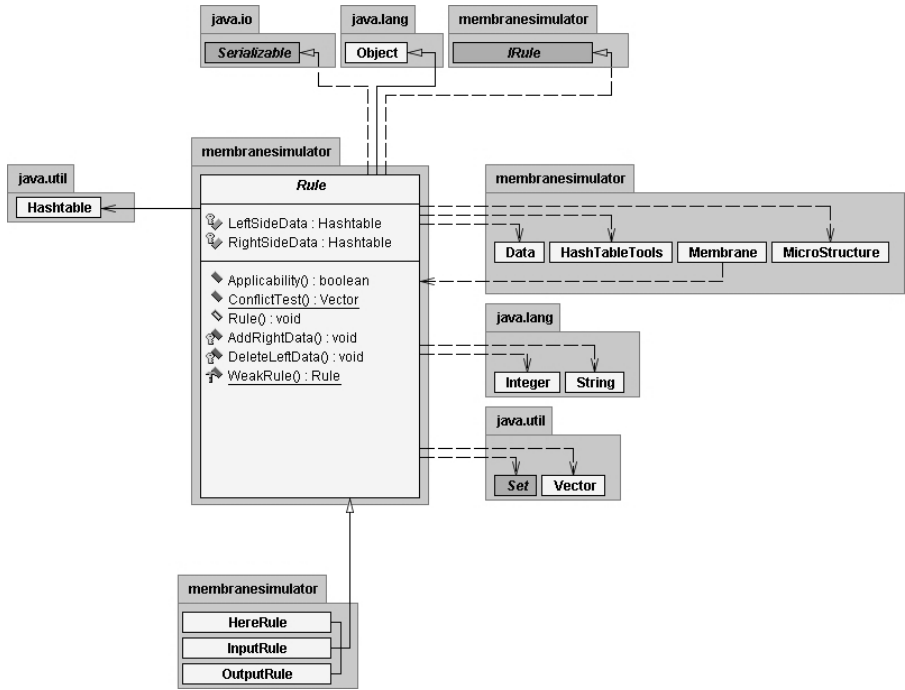 java.io
Serializable
java.lang
Object
membranesimulator
IRule
membranesimulator
Rule
LeftSideData : Hashtable
RightSideData : Hashtable
Applicability() : boolean
ConflictTest() : Vector
Rule() : void
AddRightData() : void
DeleteLeftData() : void
WeakRule() : Rule
java.util
Hashtable
membranesimulator
Data
HashTableTools
Membrane
MicroStructure
java.lang
Integer
String
java.util
Set
Vector
membranesimulator
HereRule
InputRule
OutputRule